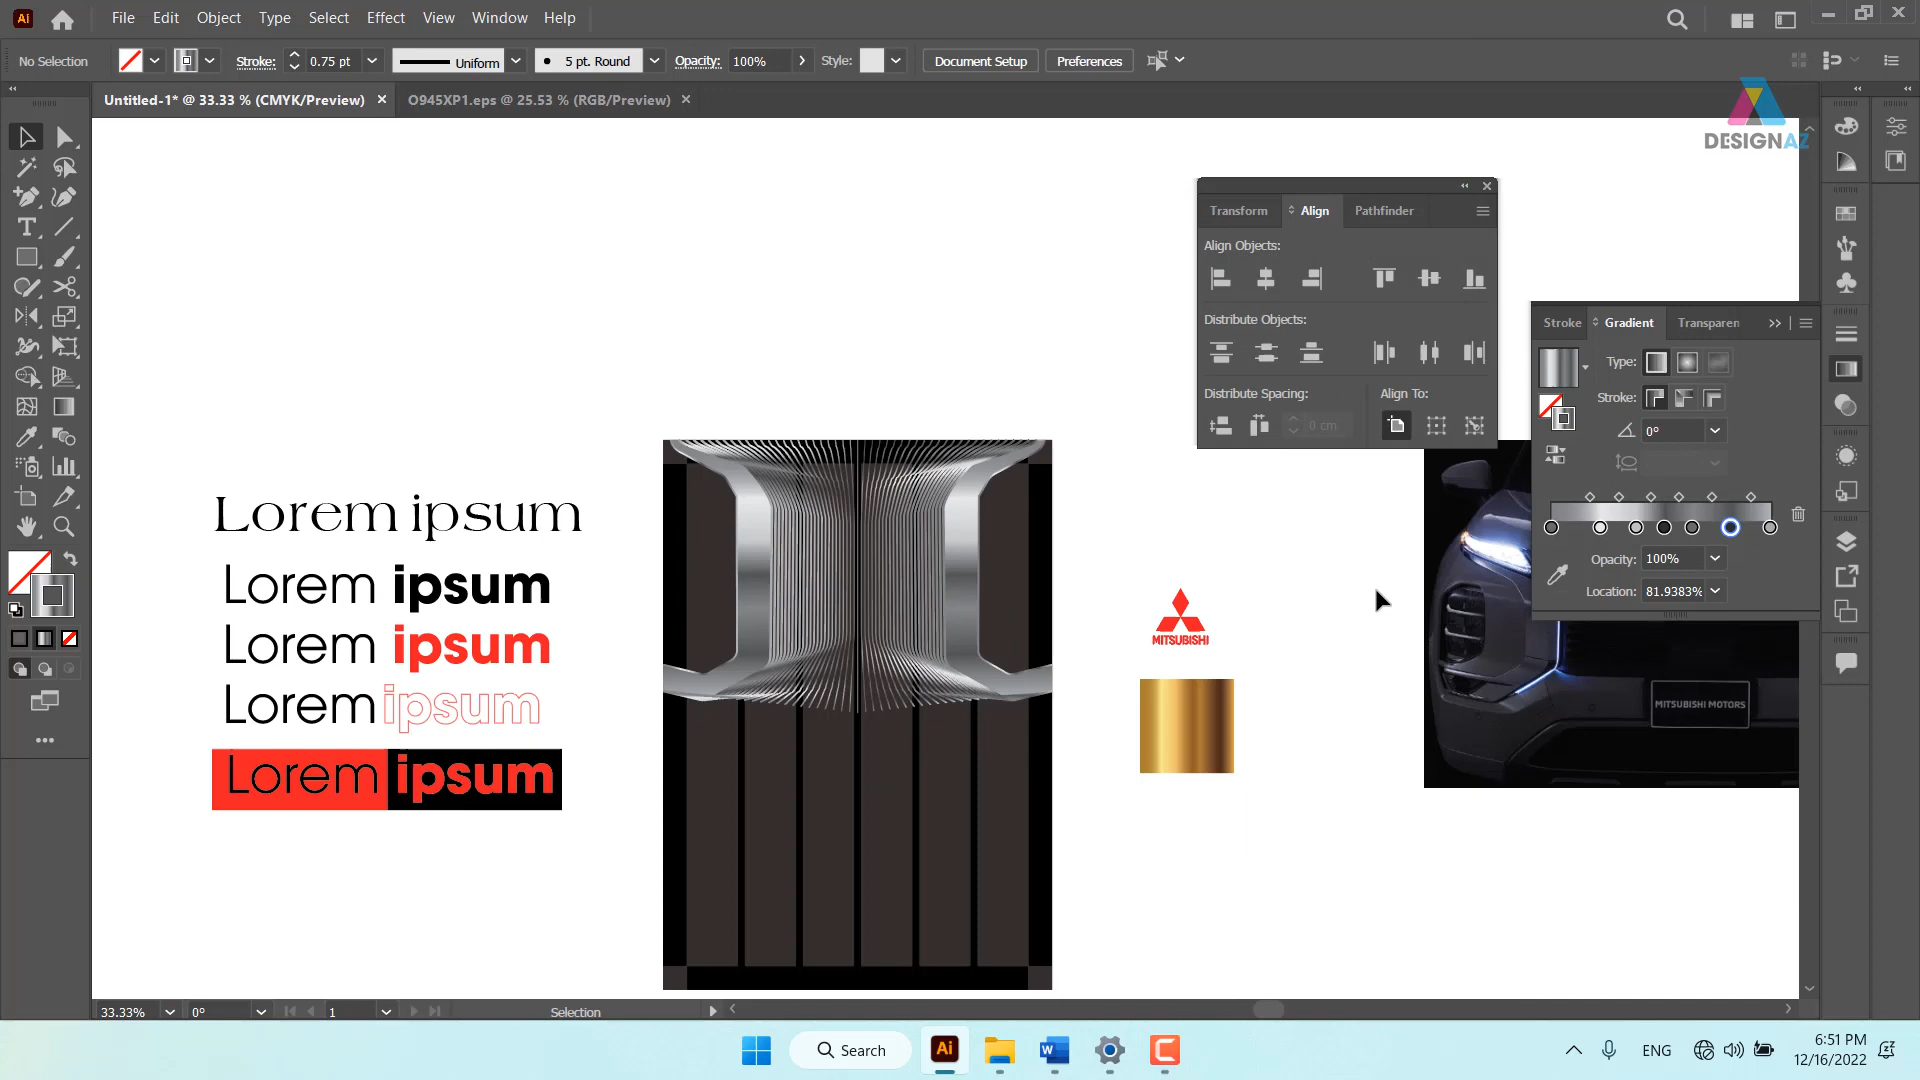 Ai File Edit Object Type Select Effect View Window Help
No Selection Stroke: 0.75 pt Uniform 5 pt. Round Opacity: 100% Style: Document Setup Preferences
Untitled-1* @ 33.33 % (CMYK/Preview) O945XP1.eps @ 25.53 % (RGB/Preview)
DESIGNAZ
Transform Align Pathfinder
Align Objects:
Distribute Objects:
Distribute Spacing: Align To:
0 cm
Stroke Gradient Transparen
Type:
Stroke:
0°
Opacity: 100%
Location: 81.9383%
Lorem ipsum
Lorem ipsum
Lorem ipsum
Lorem ipsum
Lorem ipsum
MITSUBISHI
MITSUBISHI MOTORS
33.33% 0° 1 Selection
Search Ai W C ENG 6:51 PM
12/16/2022